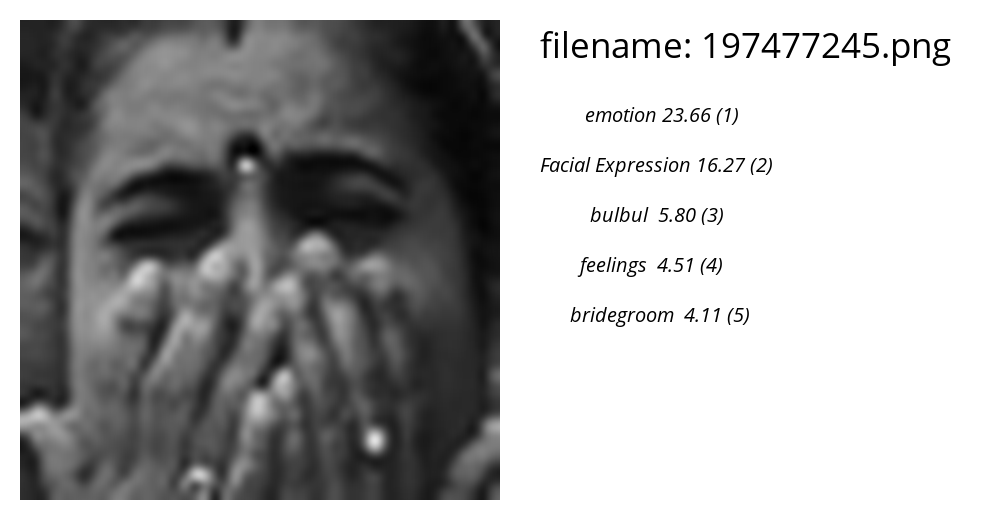 filename: 197477245.png
emotion 23.66 (1)
Facial Expression 16.27 (2)
bulbul 5.80 (3)
feelings 4.51 (4)
bridegroom 4.11 (5)